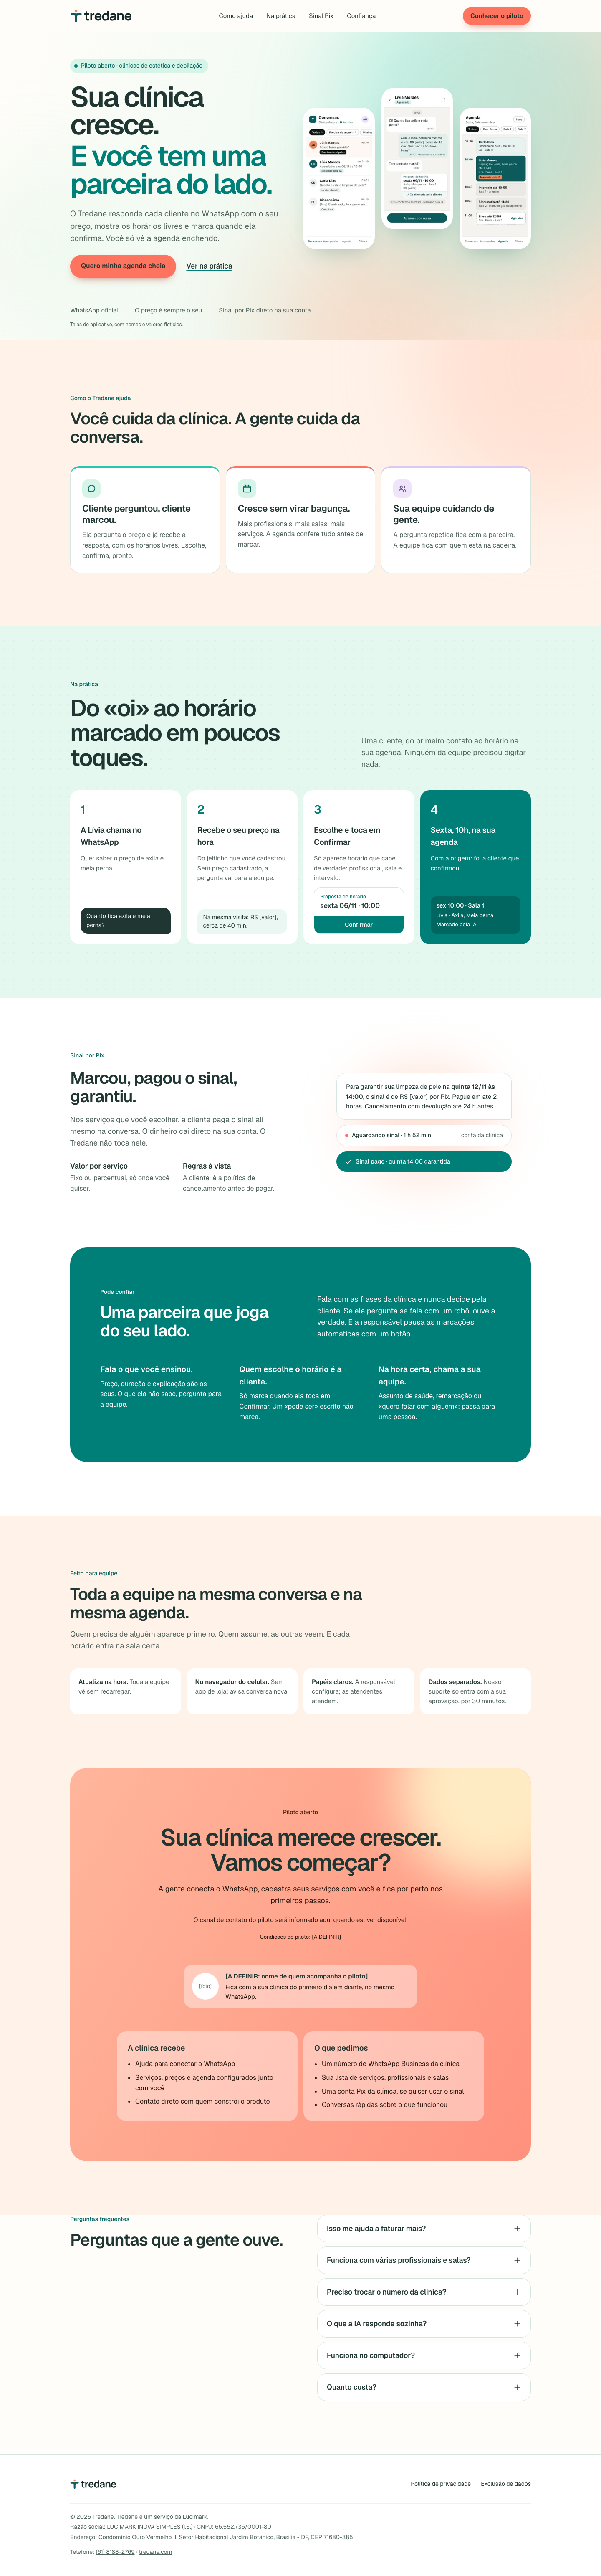 tredane
Como ajuda
Na prática
Sinal Pix
Confiança
Conhecer o piloto
Piloto aberto · clínicas de estética e depilação
Sua clínica
cresce.
E você tem uma
parceira do lado.
O Tredane responde cada cliente no WhatsApp com o seu
preço, mostra os horários livres e marca quando ela
confirma. Você só vê a agenda enchendo.
Quero minha agenda cheia
Ver na prática
Conversas
Júlia Santos
Lívia Moraes
Carla Dias
Bianca Lima
Lívia Moraes
Assumir conversa
Agenda
WhatsApp oficial
O preço é sempre o seu
Sinal por Pix direto na sua conta
Telas do aplicativo, com nomes e valores fictícios.
Como o Tredane ajuda
Você cuida da clínica. A gente cuida da
conversa.
Cliente perguntou, cliente
marcou.
Ela pergunta o preço e já recebe a
resposta, com os horários livres. Escolhe,
confirma, pronto.
Cresce sem virar bagunça.
Mais profissionais, mais salas, mais
serviços. A agenda confere tudo antes de
marcar.
Sua equipe cuidando de
gente.
A pergunta repetida fica com a parceira.
A equipe fica com quem está na cadeira.
Na prática
Do «oi» ao horário
marcado em poucos
toques.
Uma cliente, do primeiro contato ao horário na
sua agenda. Ninguém da equipe precisou digitar
nada.
1
A Lívia chama no
WhatsApp
Quer saber o preço de axila e
meia perna.
Quanto fica axila e meia
perna?
2
Recebe o seu preço na
hora
Do jeitinho que você cadastrou.
Sem preço cadastrado, a
pergunta vai para a equipe.
Na mesma visita: R$ [valor],
cerca de 40 min.
3
Escolhe e toca em
Confirmar
Só aparece horário que cabe
de verdade: profissional, sala e
intervalo.
Proposta de horário
sexta 06/11 · 10:00
Confirmar
4
Sexta, 10h, na sua
agenda
Com a origem: foi a cliente que
confirmou.
sex 10:00 · Sala 1
Lívia · Axila, Meia perna
Marcado pela IA
Sinal por Pix
Marcou, pagou o sinal,
garantiu.
Nos serviços que você escolher, a cliente paga o sinal ali
mesmo na conversa. O dinheiro cai direto na sua conta. O
Tredane não toca nele.
Valor por serviço
Fixo ou percentual, só onde você
quiser.
Regras à vista
A cliente lê a política de
cancelamento antes de pagar.
Para garantir sua limpeza de pele na quinta 12/11 às
14:00, o sinal é de R$ [valor] por Pix. Pague em até 2
horas. Cancelamento com devolução até 24 h antes.
Aguardando sinal · 1 h 52 min
conta da clínica
Sinal pago · quinta 14:00 garantida
Pode confiar
Uma parceira que joga
do seu lado.
Fala com as frases da clínica e nunca decide pela
cliente. Se ela pergunta se fala com um robô, ouve a
verdade. E a responsável pausa as marcações
automáticas com um botão.
Fala o que você ensinou.
Preço, duração e explicação são os
seus. O que ela não sabe, pergunta para
a equipe.
Quem escolhe o horário é a
cliente.
Só marca quando ela toca em
Confirmar. Um «pode ser» escrito não
marca.
Na hora certa, chama a sua
equipe.
Assunto de saúde, remarcação ou
«quero falar com alguém»: passa para
uma pessoa.
Feito para equipe
Toda a equipe na mesma conversa e na
mesma agenda.
Quem precisa de alguém aparece primeiro. Quem assume, as outras veem. E cada
horário entra na sala certa.
Atualiza na hora. Toda a equipe
vê sem recarregar.
No navegador do celular. Sem
app de loja; avisa conversa nova.
Papéis claros. A responsável
configura; as atendentes
atendem.
Dados separados. Nosso
suporte só entra com a sua
aprovação, por 30 minutos.
Piloto aberto
Sua clínica merece crescer.
Vamos começar?
A gente conecta o WhatsApp, cadastra seus serviços com você e fica por perto nos
primeiros passos.
O canal de contato do piloto será informado aqui quando estiver disponível.
Condições do piloto: [A DEFINIR]
[foto]
[A DEFINIR: nome de quem acompanha o piloto]
Fica com a sua clínica do primeiro dia em diante, no mesmo
WhatsApp.
A clínica recebe
• Ajuda para conectar o WhatsApp
• Serviços, preços e agenda configurados junto
com você
• Contato direto com quem constrói o produto
O que pedimos
• Um número de WhatsApp Business da clínica
• Sua lista de serviços, profissionais e salas
• Uma conta Pix da clínica, se quiser usar o sinal
• Conversas rápidas sobre o que funcionou
Perguntas frequentes
Perguntas que a gente ouve.
Isso me ajuda a faturar mais?
Funciona com várias profissionais e salas?
Preciso trocar o número da clínica?
O que a IA responde sozinha?
Funciona no computador?
Quanto custa?
tredane
Política de privacidade
Exclusão de dados
© 2026 Tredane. Tredane é um serviço da Lucimark.
Razão social: LUCIMARK INOVA SIMPLES (I.S.) · CNPJ: 66.552.736/0001-80
Endereço: Condomínio Ouro Vermelho II, Setor Habitacional Jardim Botânico, Brasília - DF, CEP 71680-385
Telefone: (61) 8188-2769 · tredane.com